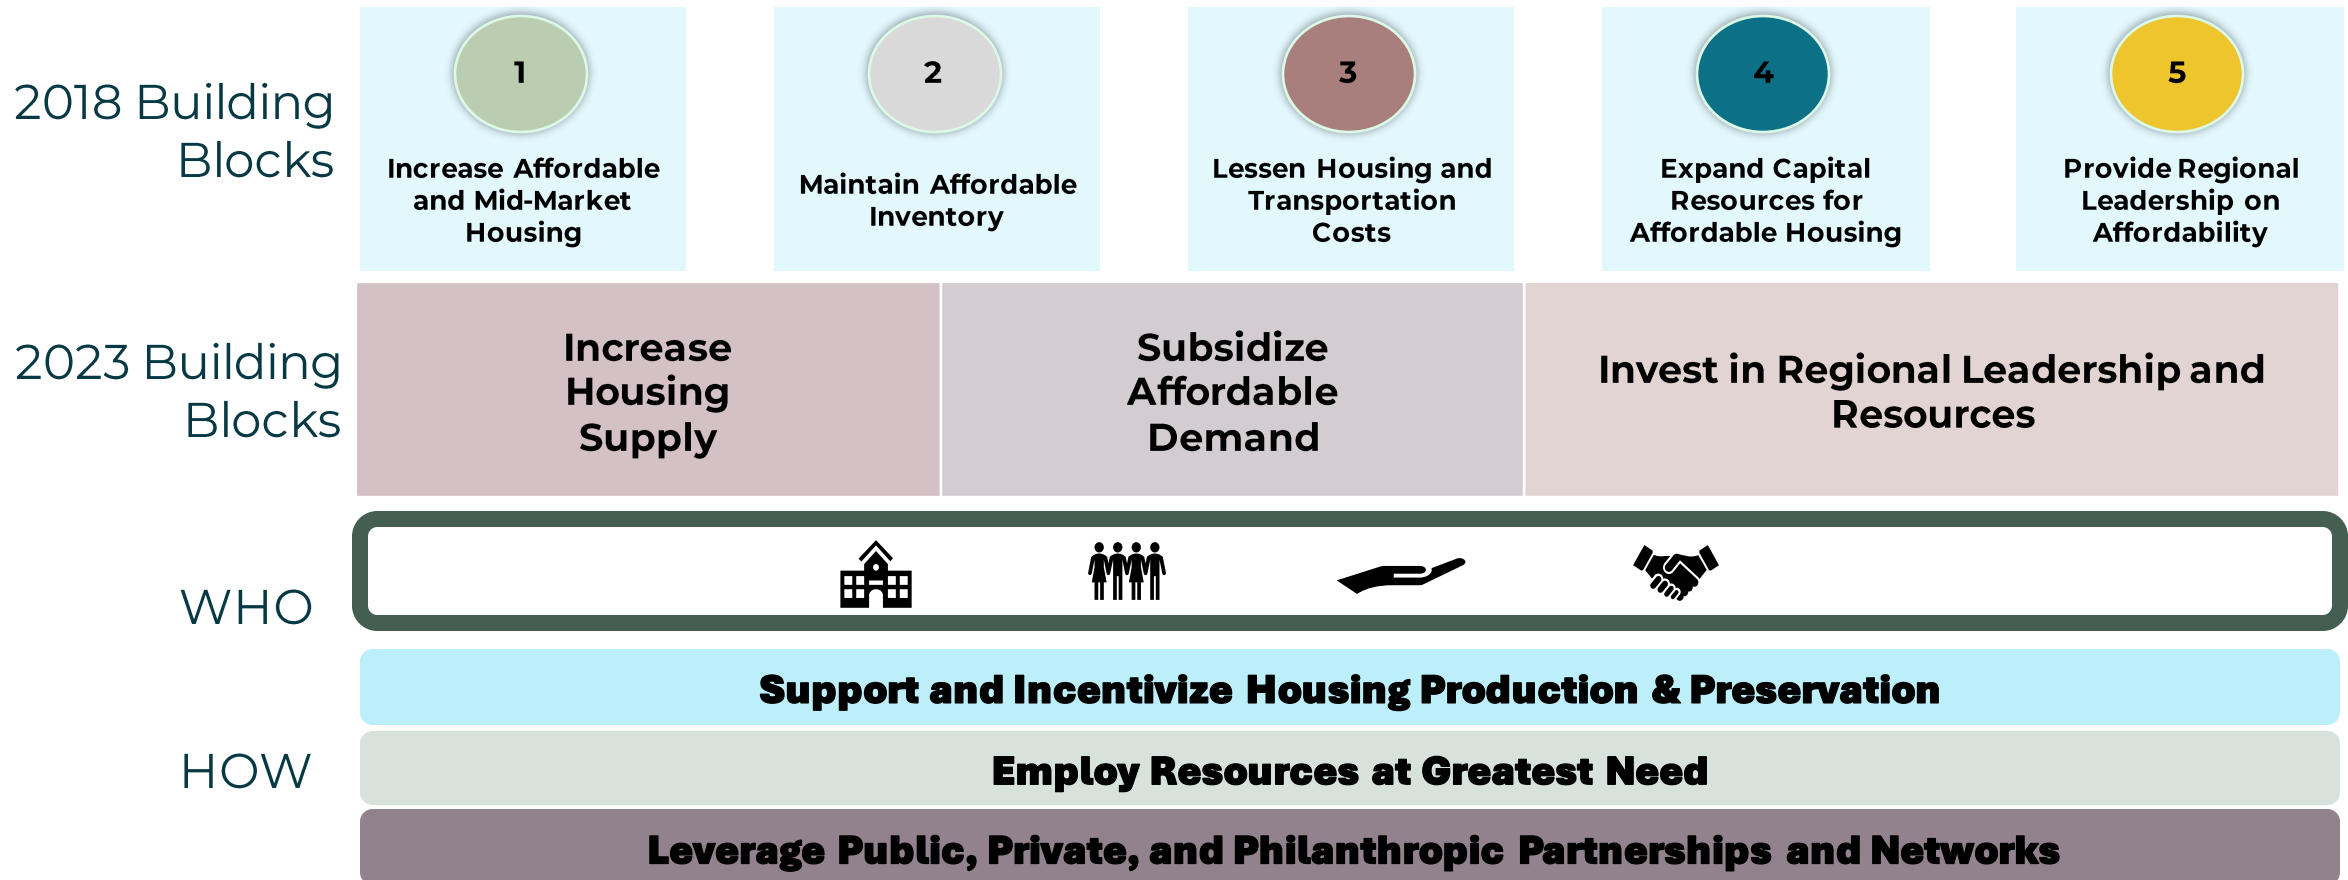 2018 Building
Blocks
1
Increase Affordable
and Mid-Market
Housing
2
Maintain Affordable
Inventory
3
Lessen Housing and
Transportation
Costs
4
Expand Capital
Resources for
Affordable Housing
5
Provide Regional
Leadership on
Affordability
2023 Building
Blocks
Increase
Housing
Supply
Subsidize
Affordable
Demand
Invest in Regional Leadership and
Resources
WHO
HOW
Support and Incentivize Housing Production & Preservation
Employ Resources at Greatest Need
Leverage Public, Private, and Philanthropic Partnerships and Networks